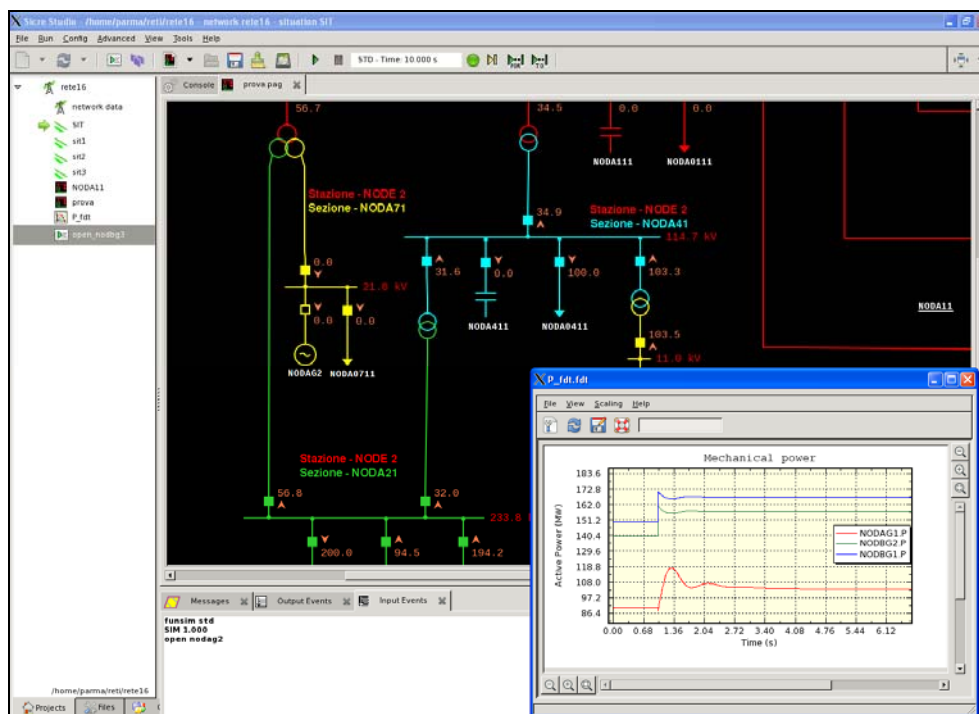 Sicre Studio - /home/parma/reti/rete16 - network rete16 - situation SIT
File Run Config Advanced View Tools Help
STD - Time: 10.000 s
rete16
network data
SIT
sit1
sit2
sit3
NODA11
prova
P_fdt
open_nodbg3
/home/parma/reti/rete16
Projects Files
Console prova.pag
56.7
34.5
0.0
0.0
NODA111
NODA0111
Stazione - NODE 2
Sezione - NODA71
34.9
Stazione - NODE 2
Sezione - NODA41
114.7 kV
0.0
31.6
0.0
100.0
103.3
21.0 kV
0.0
0.0
NODAG2
NODA0711
NODA411
NODA0411
103.5
11.0 kV
NODA11
Stazione - NODE 2
Sezione - NODA21
56.8
32.0
233.8
200.0
94.5
194.2
Messages Output Events Input Events
funsim std
SIM 1.000
open nodag2
P_fdt.fdt
File View Scaling Help
Mechanical power
Active Power (MW)
183.6
172.8
162.0
151.2
140.4
129.6
118.8
108.0
97.2
86.4
NODAG1.P
NODBG2.P
NODBG1.P
0.00 0.68 1.36 2.04 2.72 3.40 4.08 4.76 5.44 6.12
Time (s)